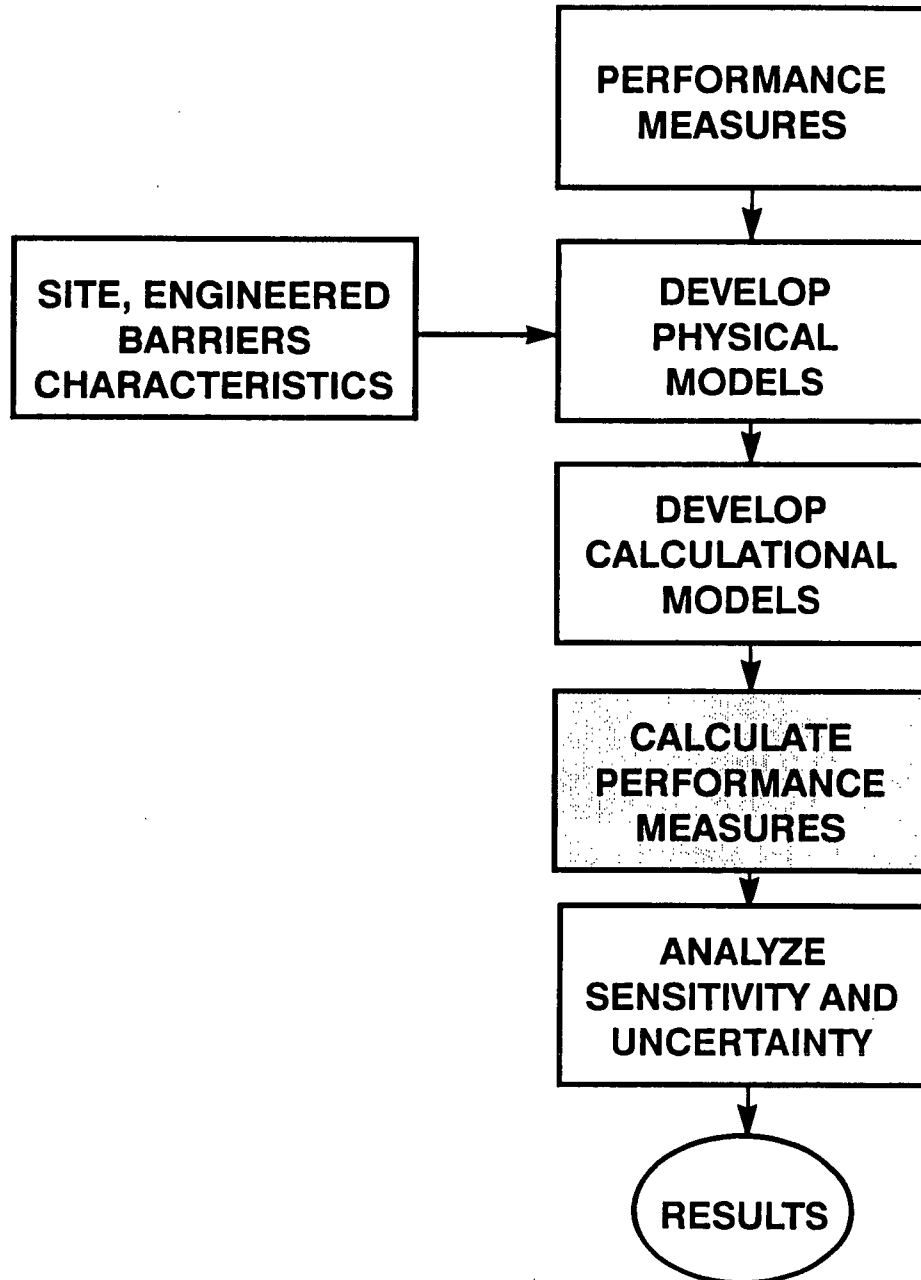 PERFORMANCE
MEASURES
SITE, ENGINEERED
BARRIERS
CHARACTERISTICS
DEVELOP
PHYSICAL
MODELS
DEVELOP
CALCULATIONAL
MODELS
CALCULATE
PERFORMANCE
MEASURES
ANALYZE
SENSITIVITY AND
UNCERTAINTY
RESULTS